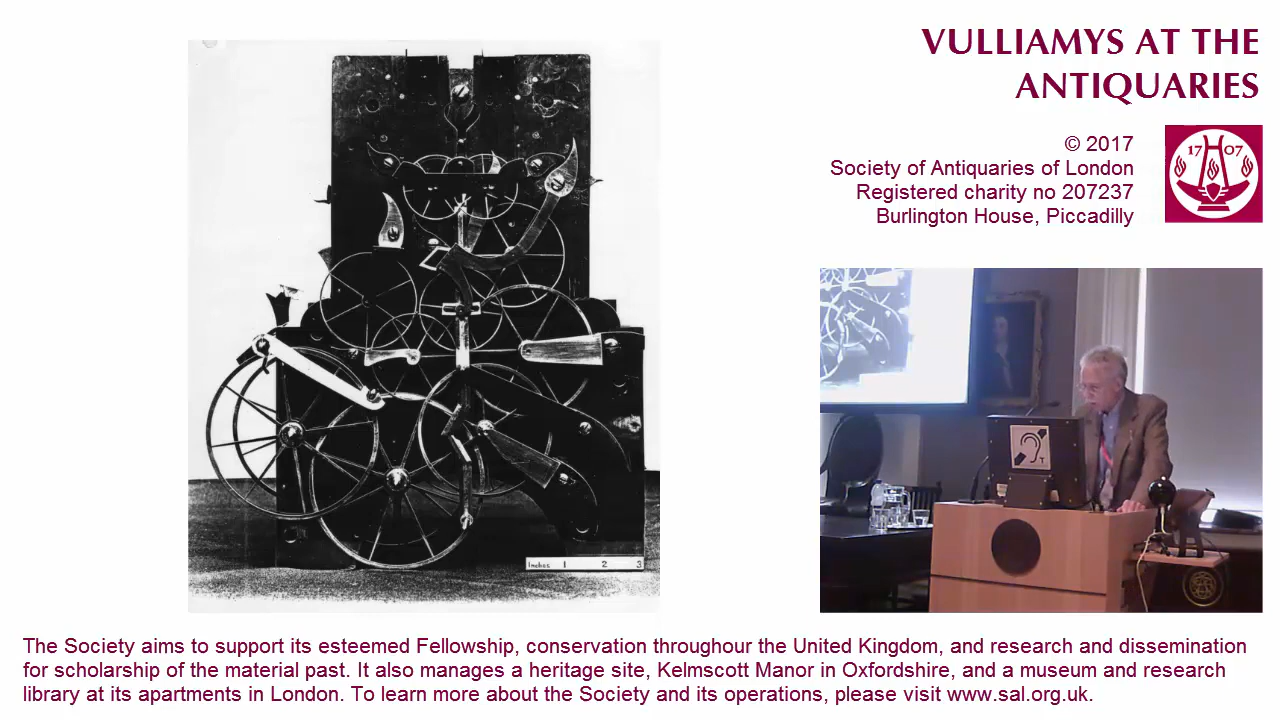 VULLIAMYS AT THE
ANTIQUARIES
© 2017
Society of Antiquaries of London
Registered charity no 207237
Burlington House, Piccadilly
17 07
Inches 1 2 3
T
The Society aims to support its esteemed Fellowship, conservation throughour the United Kingdom, and research and dissemination
for scholarship of the material past. It also manages a heritage site, Kelmscott Manor in Oxfordshire, and a museum and research
library at its apartments in London. To learn more about the Society and its operations, please visit www.sal.org.uk.